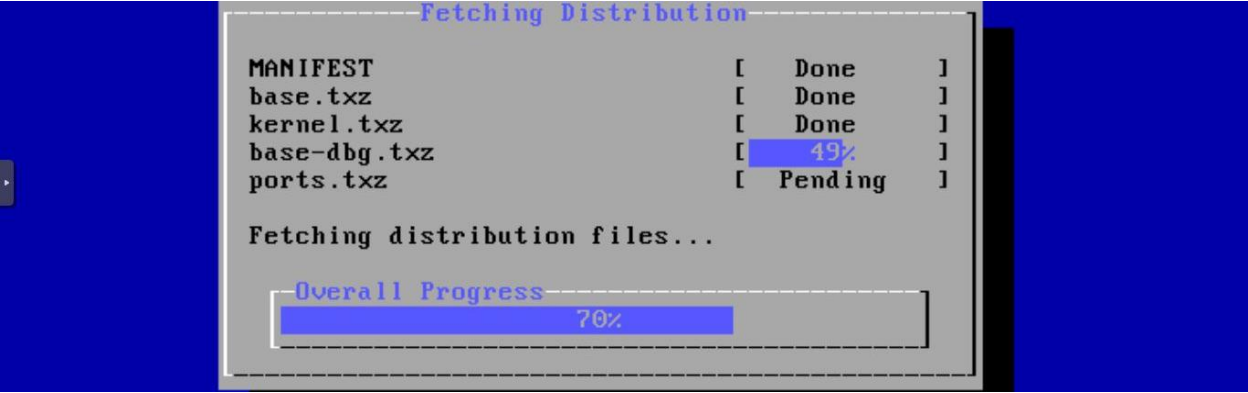 Fetching Distribution
MANIFEST [ Done ]
base.txz [ Done ]
kernel.txz [ Done ]
base-dbg.txz [ 49% ]
ports.txz [ Pending ]
Fetching distribution files...
Overall Progress
70%